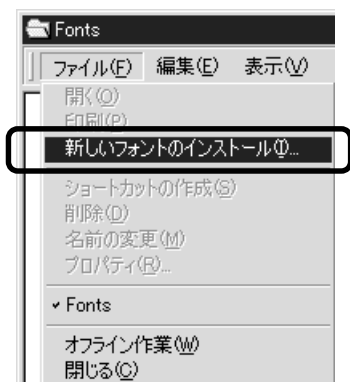 Fonts
ファイル(F) 編集(E) 表示(V)
開く(O)
印刷(P)
新しいフォントのインストール(I)...
ショートカットの作成(S)
削除(D)
名前の変更(M)
プロパティ(R)...
✓ Fonts
オフライン作業(W)
閉じる(C)